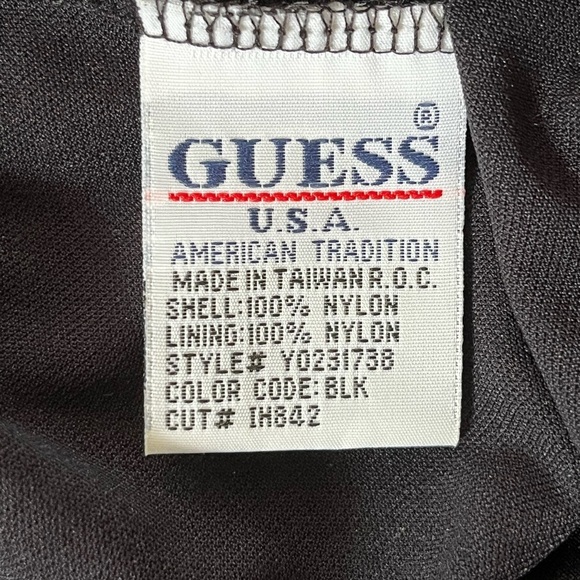 ®
GUESS
U.S.A.
AMERICAN TRADITION
MADE IN TAIWAN R.O.C.
SHELL:100% NYLON
LINING:100% NYLON
STYLE# Y0231738
COLOR CODE:BLK
CUT# IH842